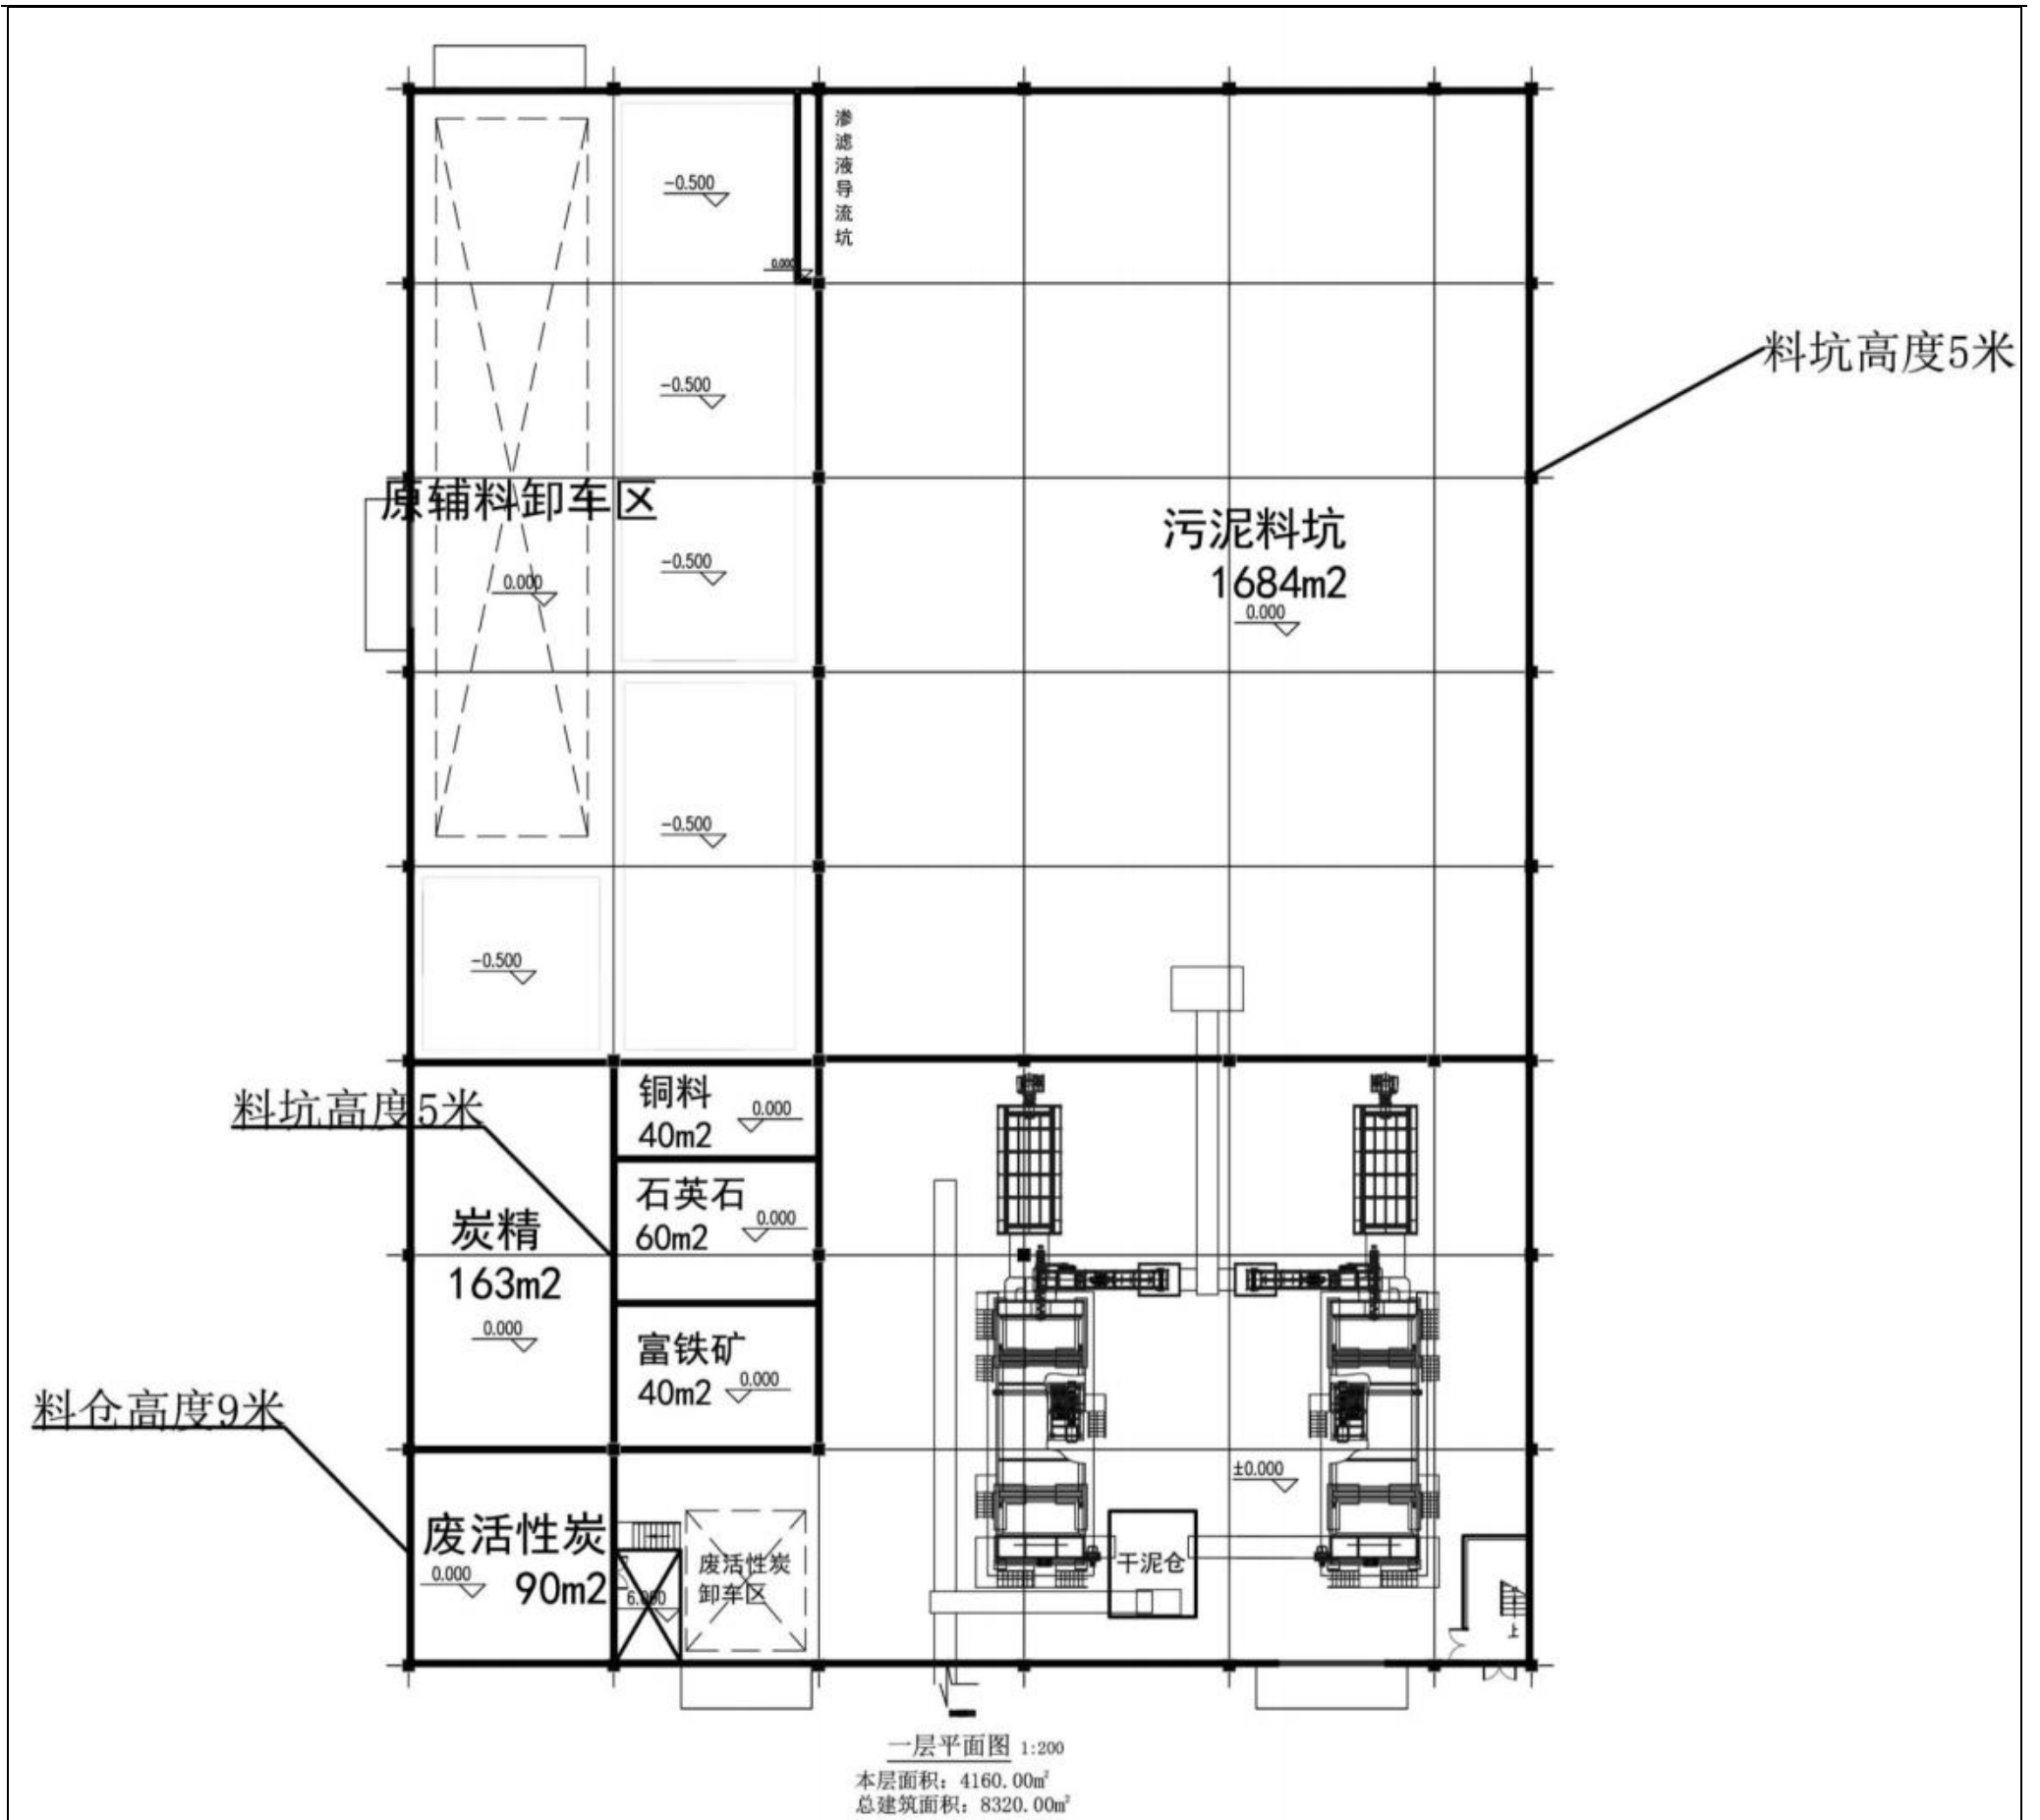 渗滤液导流坑
-0.500
0.000
料坑高度5米
-0.500
原辅料卸车区
污泥料坑
1684m2
-0.500
0.000
0.000
-0.500
-0.500
料坑高度5米
铜料
40m2
0.000
石英石
60m2
0.000
炭精
163m2
0.000
富铁矿
40m2
0.000
料仓高度9米
±0.000
废活性炭
90m2
0.000
6.000
废活性炭
卸车区
干泥仓
上
一层平面图 1:200
本层面积：4160.00㎡
总建筑面积：8320.00㎡